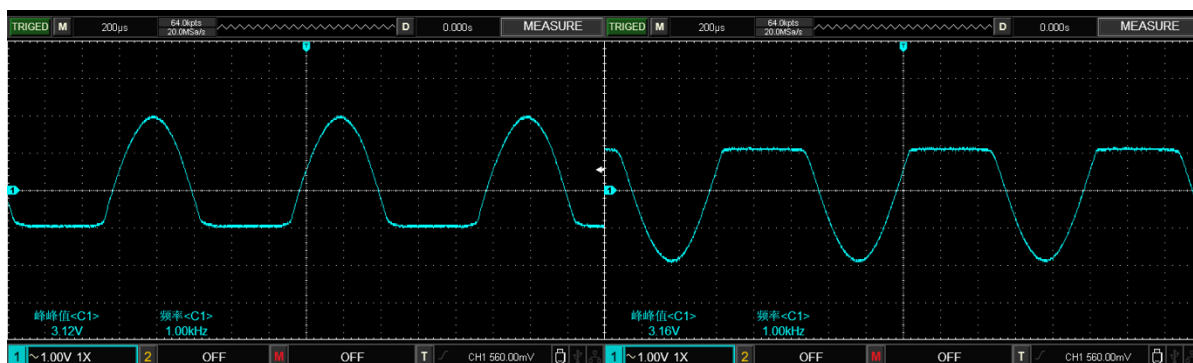 TRIGED M 200μs 64.0kpts 20.0MSa/s D 0.000s MEASURE
T
1
峰峰值<C1> 频率<C1>
3.12V 1.00kHz
1 ~1.00V 1X 2 OFF M OFF T CH1 560.00mV
TRIGED M 200μs 64.0kpts 20.0MSa/s D 0.000s MEASURE
T
1
峰峰值<C1> 频率<C1>
3.16V 1.00kHz
1 ~1.00V 1X 2 OFF M OFF T CH1 560.00mV